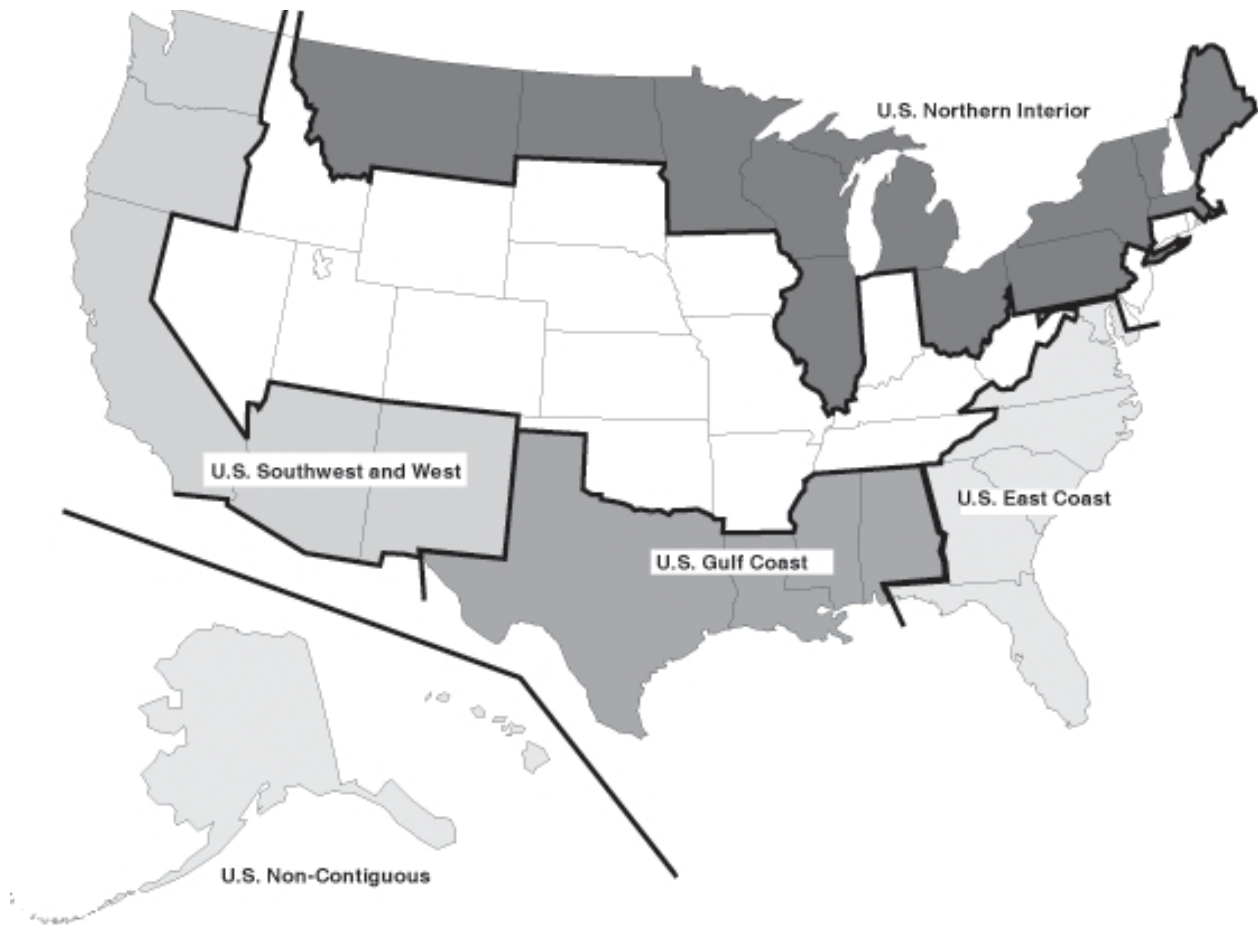 U.S. Northern Interior
U.S. Southwest and West
U.S. East Coast
U.S. Gulf Coast
U.S. Non-Contiguous